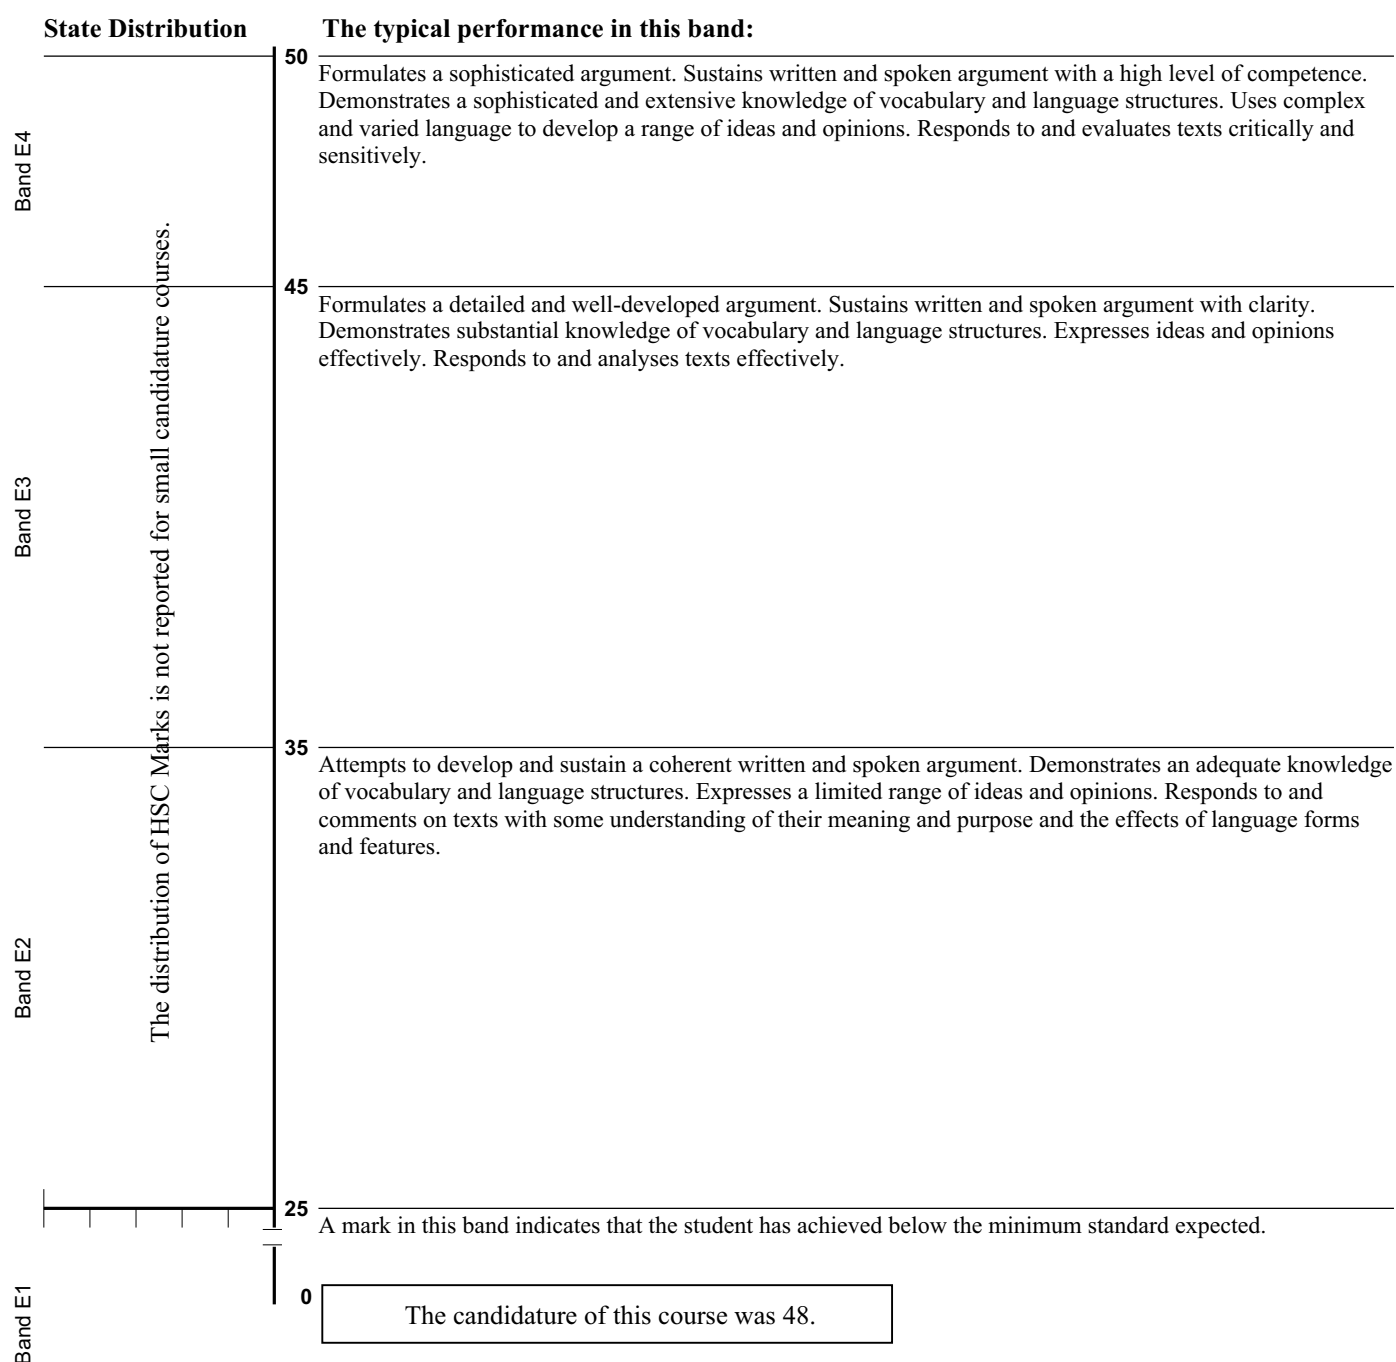 State Distribution
The typical performance in this band:
50
Formulates a sophisticated argument. Sustains written and spoken argument with a high level of competence.
Demonstrates a sophisticated and extensive knowledge of vocabulary and language structures. Uses complex
and varied language to develop a range of ideas and opinions. Responds to and evaluates texts critically and
sensitively.
Band E4
The distribution of HSC Marks is not reported for small candidature courses.
45
Formulates a detailed and well-developed argument. Sustains written and spoken argument with clarity.
Demonstrates substantial knowledge of vocabulary and language structures. Expresses ideas and opinions
effectively. Responds to and analyses texts effectively.
Band E3
35
Attempts to develop and sustain a coherent written and spoken argument. Demonstrates an adequate knowledge
of vocabulary and language structures. Expresses a limited range of ideas and opinions. Responds to and
comments on texts with some understanding of their meaning and purpose and the effects of language forms
and features.
Band E2
25
A mark in this band indicates that the student has achieved below the minimum standard expected.
0
Band E1
The candidature of this course was 48.